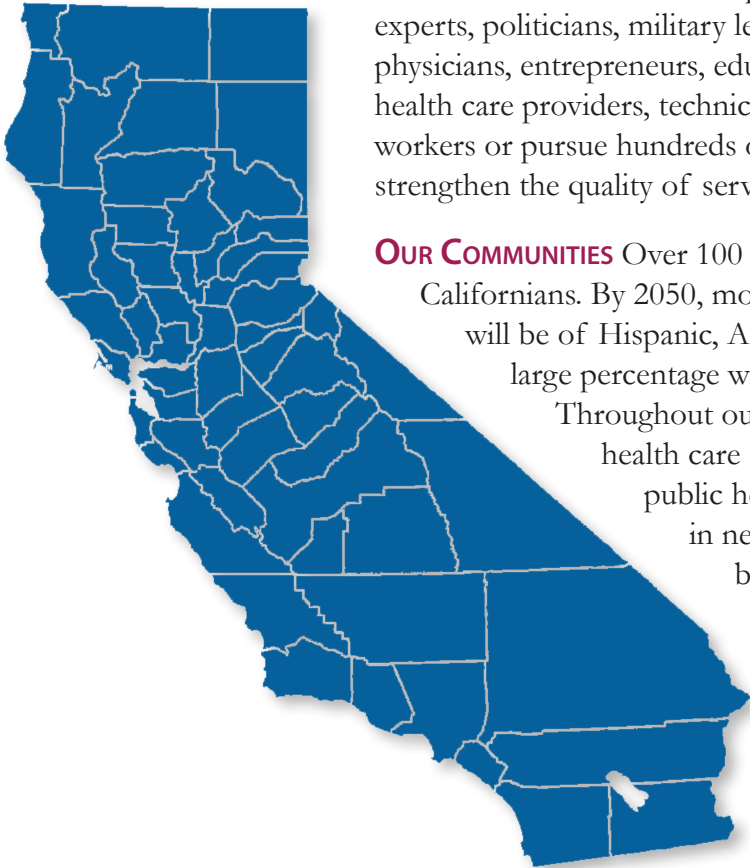 experts, politicians, military le
physicians, entrepreneurs, edu
health care providers, technic
workers or pursue hundreds o
strengthen the quality of serv
OUR COMMUNITIES Over 100
Californians. By 2050, mo
will be of Hispanic, A
large percentage w
Throughout ou
health care
public he
in ne
b